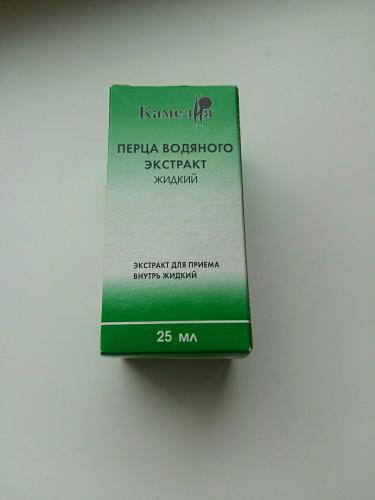 Камелия
ПЕРЦА ВОДЯНОГО
ЭКСТРАКТ
ЖИДКИЙ
ЭКСТРАКТ ДЛЯ ПРИЕМА
ВНУТРЬ ЖИДКИЙ
25 МЛ